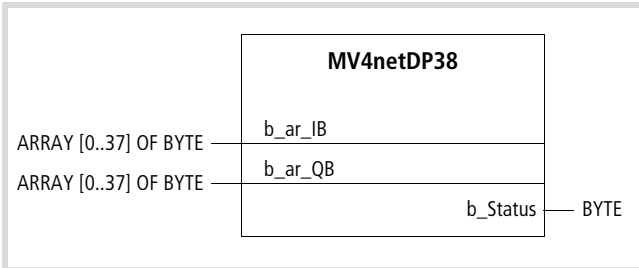 MV4netDP38
ARRAY [0..37] OF BYTE b_ar_IB
ARRAY [0..37] OF BYTE b_ar_QB
b_Status BYTE